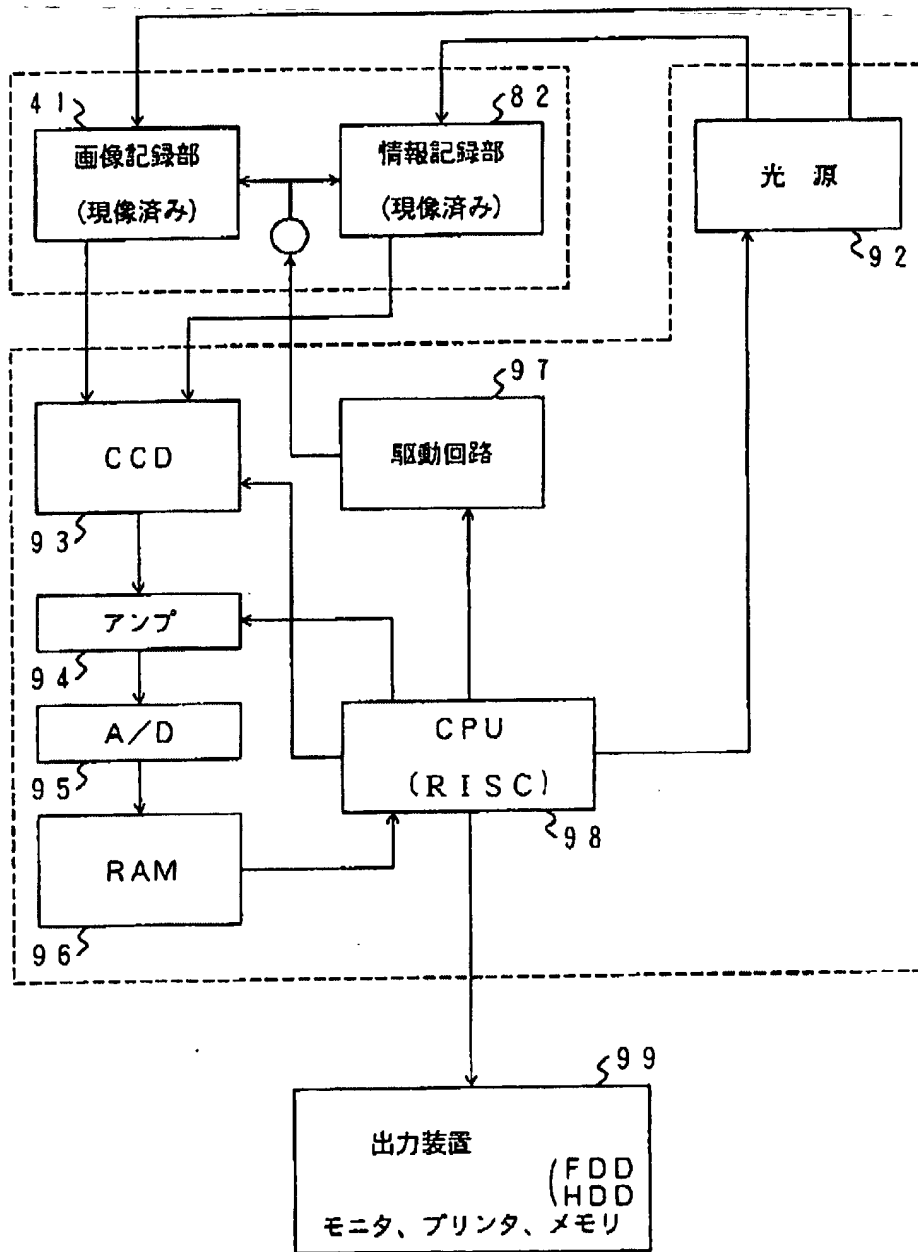 41
画像記録部
(現像済み)
82
情報記録部
(現像済み)
光源
92
CCD
93
97
駆動回路
アンプ
94
A/D
95
RAM
96
CPU
(RISC)
98
99
出力装置
(FDD
HDD
モニタ、プリンタ、メモリ